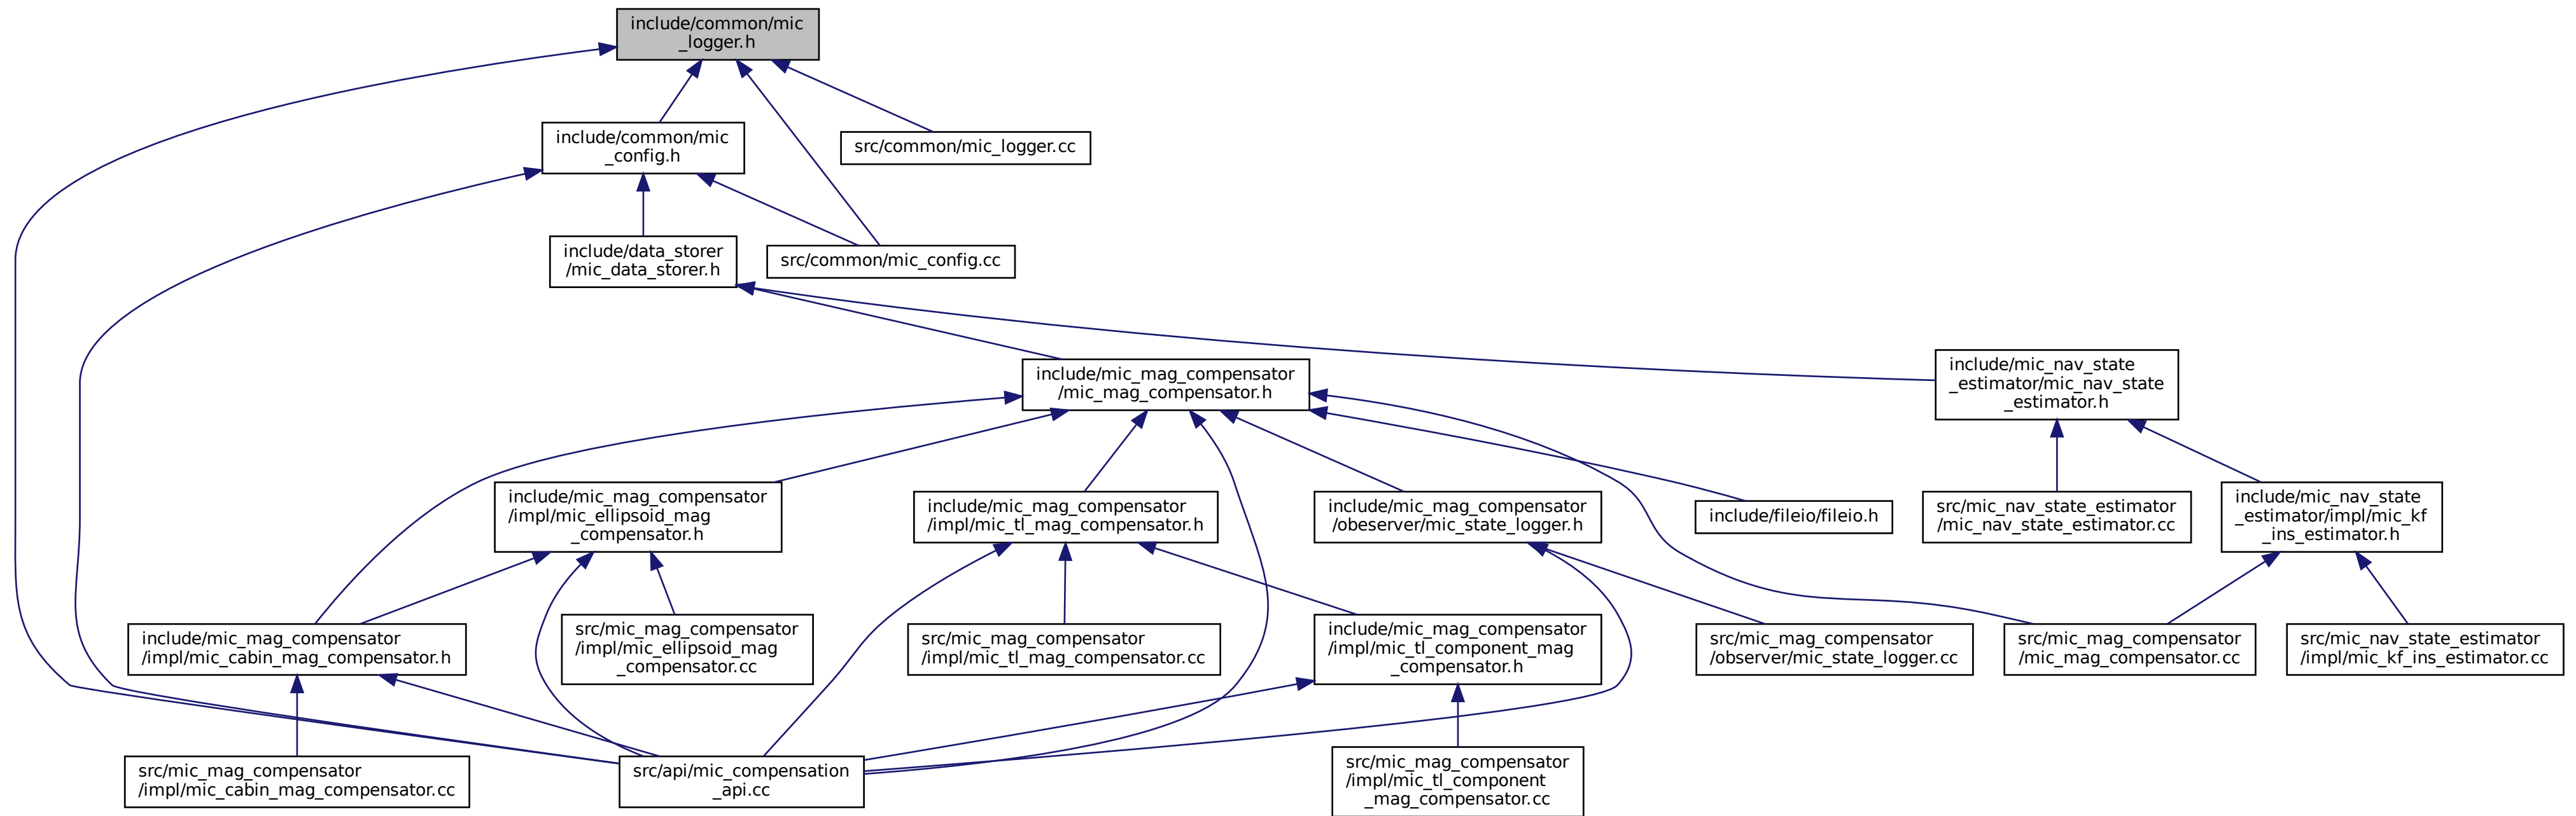 include/common/mic
_logger.h
include/common/mic
_config.h
src/common/mic_logger.cc
include/data_storer
/mic_data_storer.h
src/common/mic_config.cc
include/mic_mag_compensator
/mic_mag_compensator.h
include/mic_nav_state
_estimator/mic_nav_state
_estimator.h
include/mic_mag_compensator
/impl/mic_ellipsoid_mag
_compensator.h
include/mic_mag_compensator
/impl/mic_tl_mag_compensator.h
include/mic_mag_compensator
/obeserver/mic_state_logger.h
include/fileio/fileio.h
src/mic_nav_state_estimator
/mic_nav_state_estimator.cc
include/mic_nav_state
_estimator/impl/mic_kf
_ins_estimator.h
include/mic_mag_compensator
/impl/mic_cabin_mag_compensator.h
src/mic_mag_compensator
/impl/mic_ellipsoid_mag
_compensator.cc
src/mic_mag_compensator
/impl/mic_tl_mag_compensator.cc
include/mic_mag_compensator
/impl/mic_tl_component_mag
_compensator.h
src/mic_mag_compensator
/observer/mic_state_logger.cc
src/mic_mag_compensator
/mic_mag_compensator.cc
src/mic_nav_state_estimator
/impl/mic_kf_ins_estimator.cc
src/mic_mag_compensator
/impl/mic_cabin_mag_compensator.cc
src/api/mic_compensation
_api.cc
src/mic_mag_compensator
/impl/mic_tl_component
_mag_compensator.cc